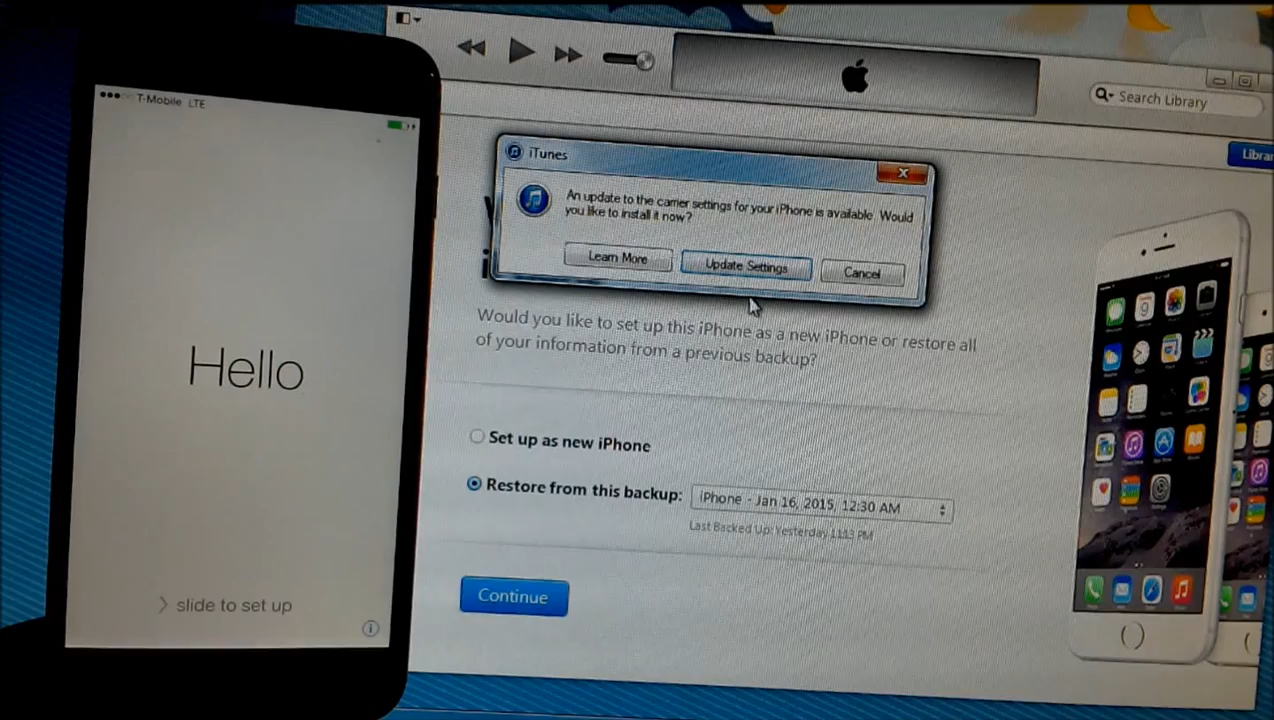 T-Mobile LTE
Hello
slide to set up
Search Library
iTunes
An update to the carrier settings for your iPhone is available. Would
you like to install it now?
Learn More
Update Settings
Cancel
Would you like to set up this iPhone as a new iPhone or restore all
of your information from a previous backup?
Set up as new iPhone
Restore from this backup:
iPhone - Jan 16, 2015, 12:30 AM
Last Backed Up: Yesterday 11:13 PM
Continue